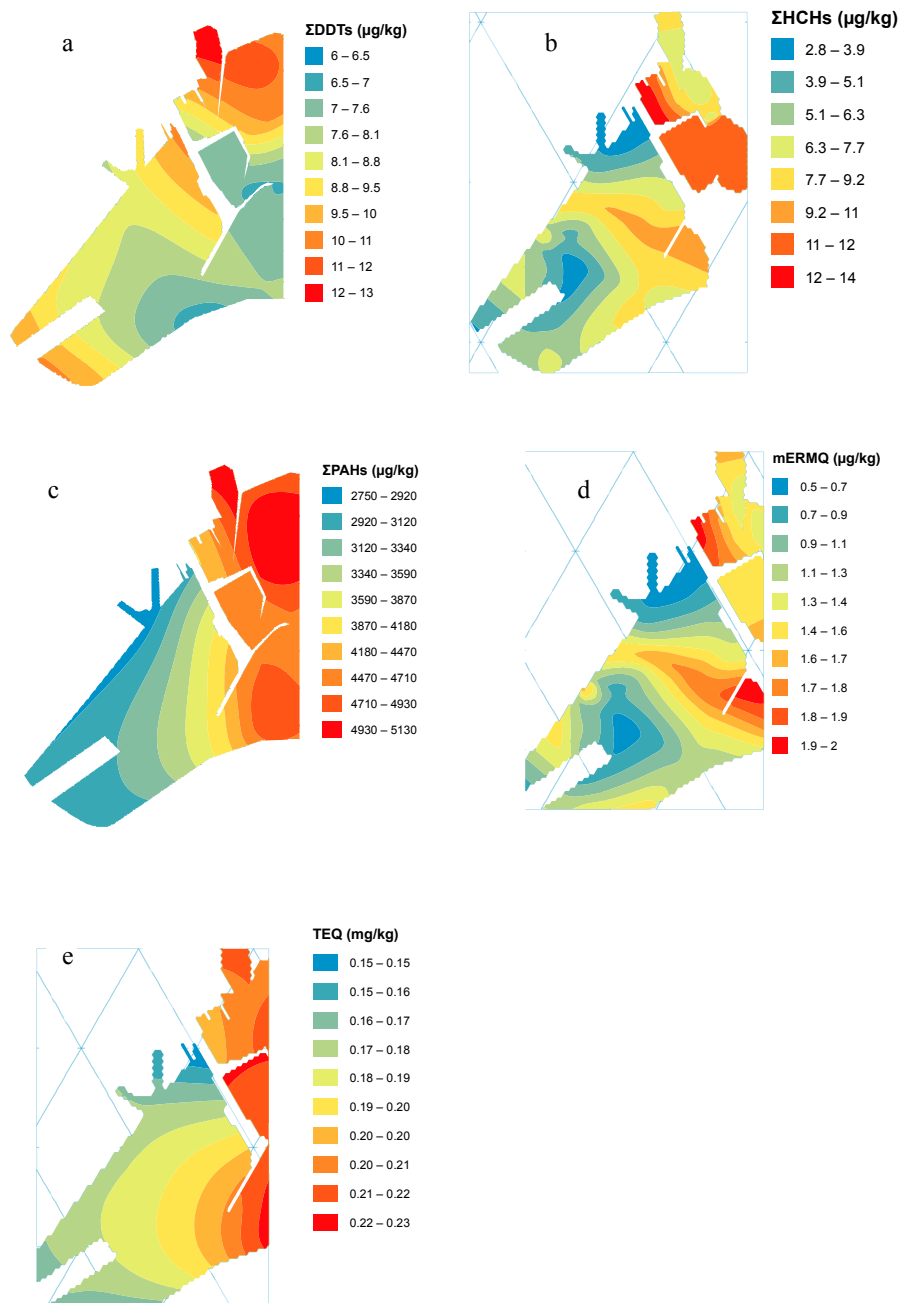 a
ΣDDTs (µg/kg)
6 – 6.5
6.5 – 7
7 – 7.6
7.6 – 8.1
8.1 – 8.8
8.8 – 9.5
9.5 – 10
10 – 11
11 – 12
12 – 13
b
ΣHCHs (µg/kg)
2.8 – 3.9
3.9 – 5.1
5.1 – 6.3
6.3 – 7.7
7.7 – 9.2
9.2 – 11
11 – 12
12 – 14
c
ΣPAHs (µg/kg)
2750 – 2920
2920 – 3120
3120 – 3340
3340 – 3590
3590 – 3870
3870 – 4180
4180 – 4470
4470 – 4710
4710 – 4930
4930 – 5130
d
mERMQ (µg/kg)
0.5 – 0.7
0.7 – 0.9
0.9 – 1.1
1.1 – 1.3
1.3 – 1.4
1.4 – 1.6
1.6 – 1.7
1.7 – 1.8
1.8 – 1.9
1.9 – 2
e
TEQ (mg/kg)
0.15 – 0.15
0.15 – 0.16
0.16 – 0.17
0.17 – 0.18
0.18 – 0.19
0.19 – 0.20
0.20 – 0.20
0.20 – 0.21
0.21 – 0.22
0.22 – 0.23